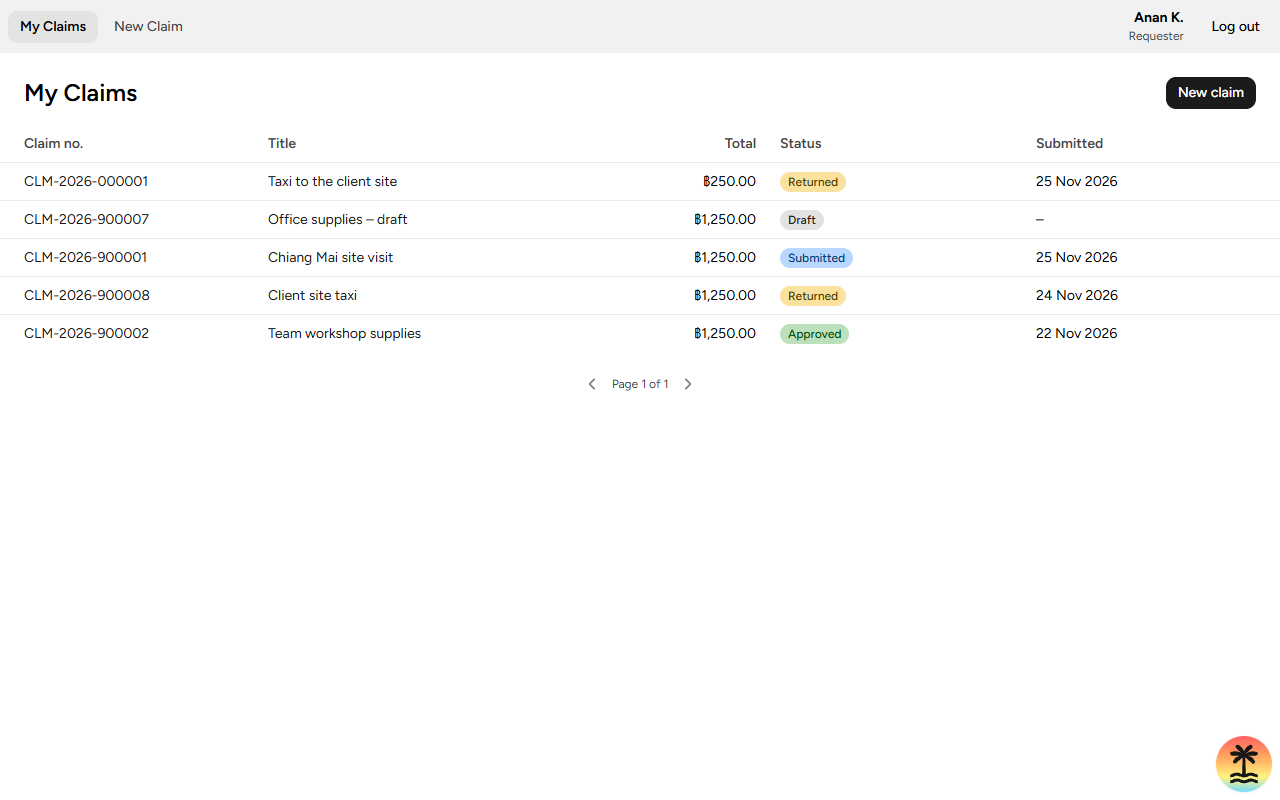 My Claims New Claim Anan K. Log out
Requester
My Claims New claim
Claim no. Title Total Status Submitted
CLM-2026-000001 Taxi to the client site ฿250.00 Returned 25 Nov 2026
CLM-2026-900007 Office supplies – draft ฿1,250.00 Draft –
CLM-2026-900001 Chiang Mai site visit ฿1,250.00 Submitted 25 Nov 2026
CLM-2026-900008 Client site taxi ฿1,250.00 Returned 24 Nov 2026
CLM-2026-900002 Team workshop supplies ฿1,250.00 Approved 22 Nov 2026
Page 1 of 1